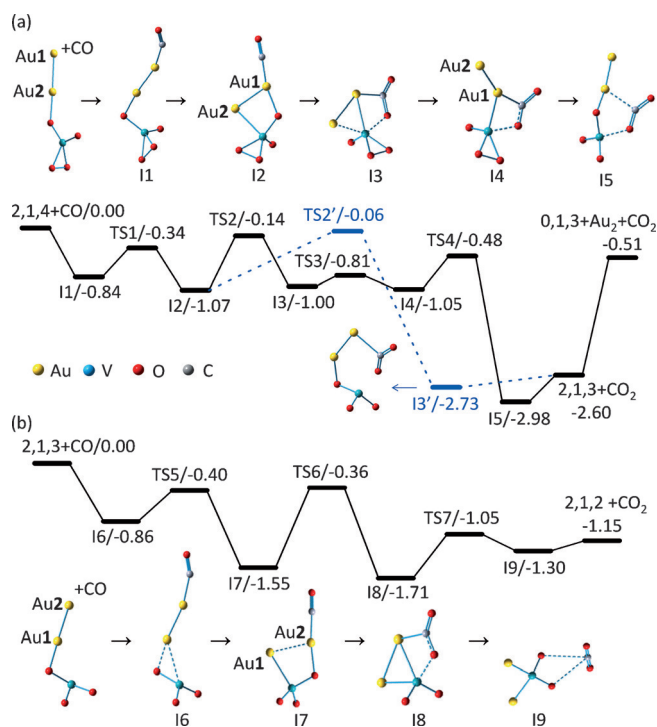 (a)
+CO
Au1
Au2
Au1
Au2
Au2
Au1
I1
I2
I3
I4
I5
2,1,4+CO/0.00
TS1/-0.34
TS2/-0.14
TS2′/-0.06
TS3/-0.81
TS4/-0.48
0,1,3+Au2+CO2
-0.51
I1/-0.84
I2/-1.07
I3/-1.00
I4/-1.05
Au
V
O
C
I3′/-2.73
I5/-2.98
2,1,3+CO2
-2.60
(b)
2,1,3+CO/0.00
TS5/-0.40
TS6/-0.36
TS7/-1.05
2,1,2 +CO2
-1.15
I6/-0.86
I7/-1.55
I8/-1.71
I9/-1.30
+CO
Au2
Au1
Au2
Au1
I6
I7
I8
I9